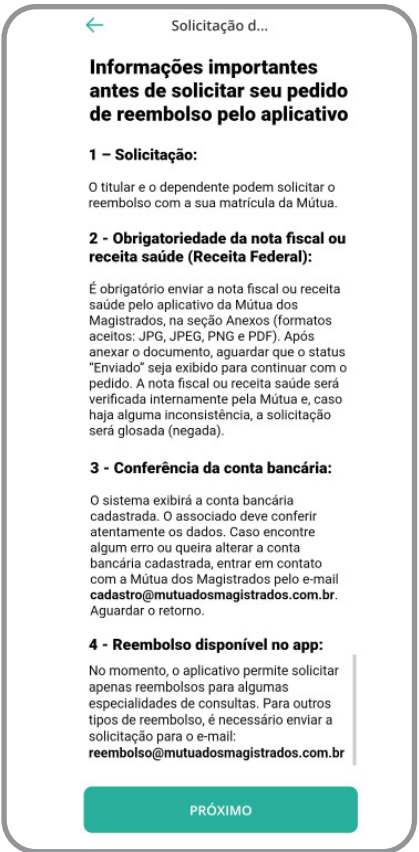 Solicitação d...
Informações importantes
antes de solicitar seu pedido
de reembolso pelo aplicativo
1 – Solicitação:
O titular e o dependente podem solicitar o
reembolso com a sua matrícula da Mútua.
2 - Obrigatoriedade da nota fiscal ou
receita saúde (Receita Federal):
É obrigatório enviar a nota fiscal ou receita
saúde pelo aplicativo da Mútua dos
Magistrados, na seção Anexos (formatos
aceitos: JPG, JPEG, PNG e PDF). Após
anexar o documento, aguardar que o status
“Enviado” seja exibido para continuar com o
pedido. A nota fiscal ou receita saúde será
verificada internamente pela Mútua e, caso
haja alguma inconsistência, a solicitação
será glosada (negada).
3 - Conferência da conta bancária:
O sistema exibirá a conta bancária
cadastrada. O associado deve conferir
atentamente os dados. Caso encontre
algum erro ou queira alterar a conta
bancária cadastrada, entrar em contato
com a Mútua dos Magistrados pelo e-mail
cadastro@mutuadosmagistrados.com.br.
Aguardar o retorno.
4 - Reembolso disponível no app:
No momento, o aplicativo permite solicitar
apenas reembolsos para algumas
especialidades de consultas. Para outros
tipos de reembolso, é necessário enviar a
solicitação para o e-mail:
reembolso@mutuadosmagistrados.com.br
PRÓXIMO